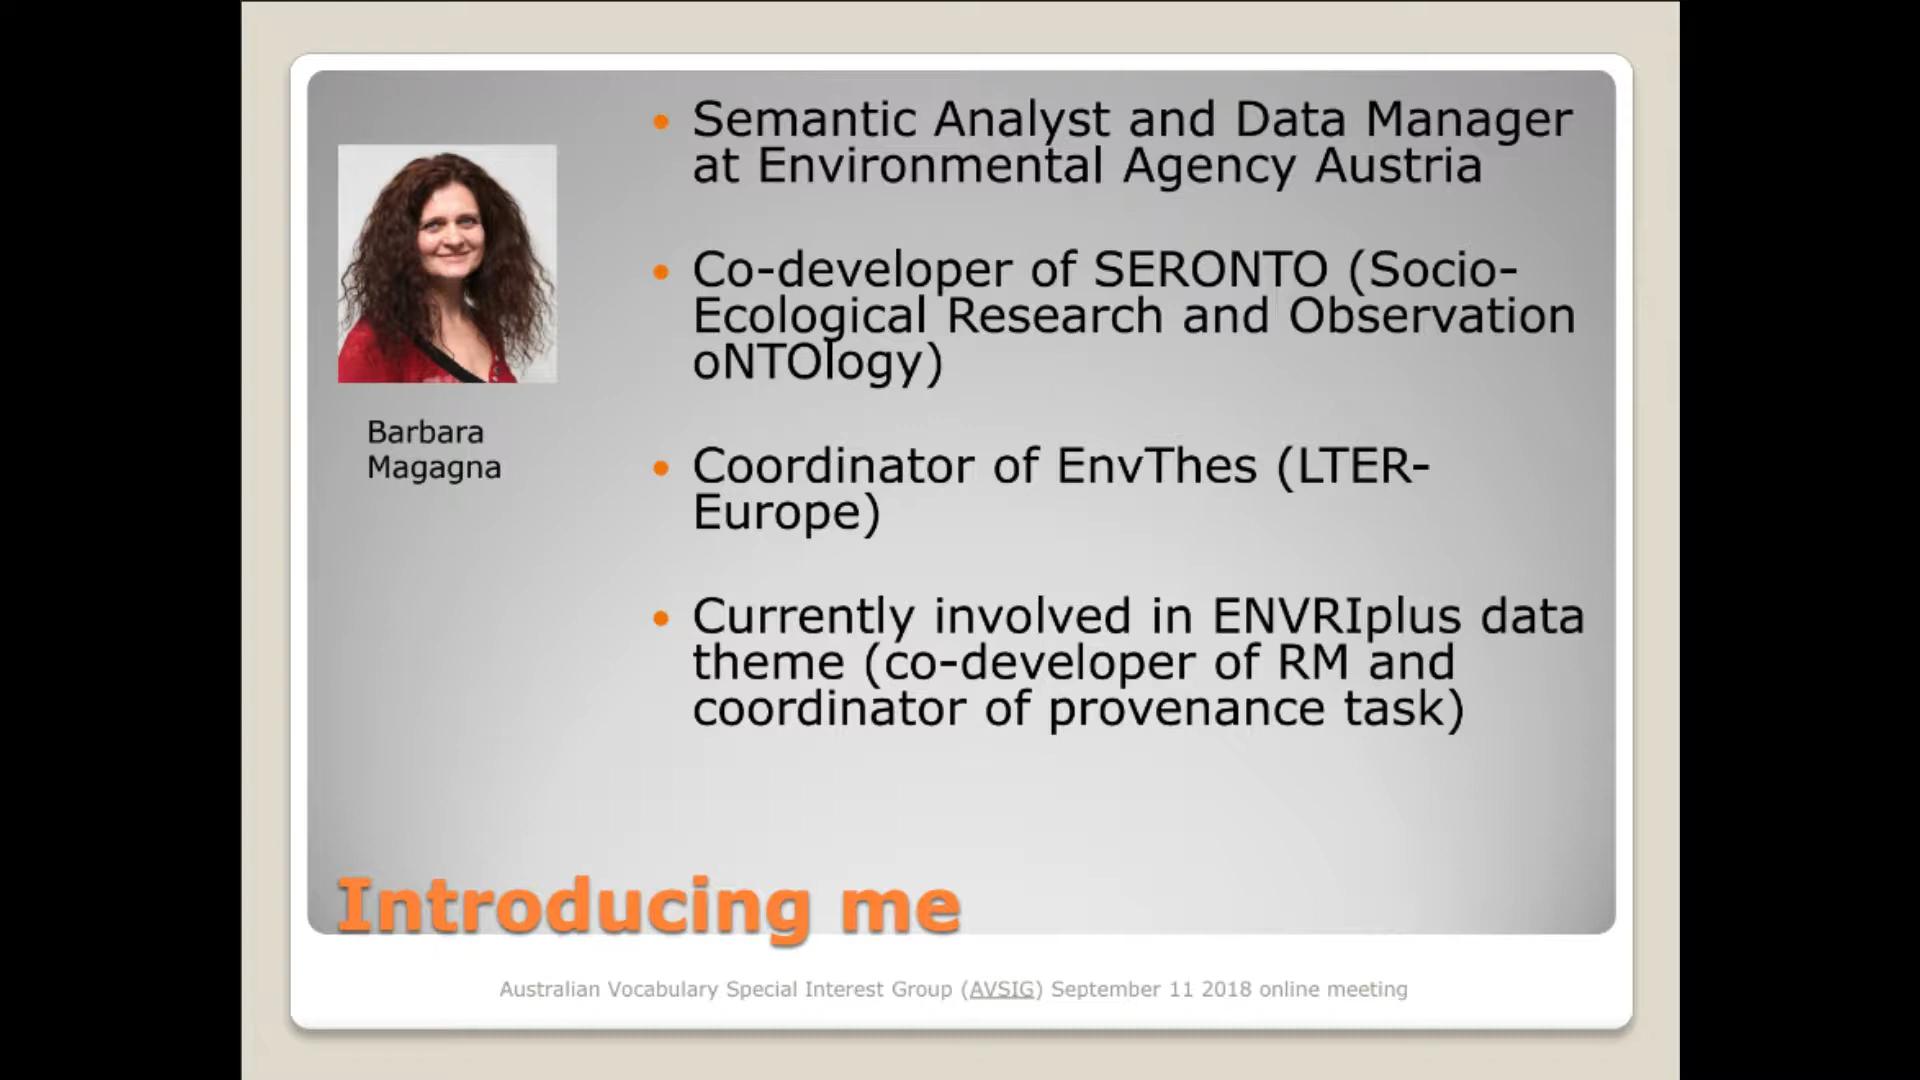 Semantic Analyst and Data Manager
at Environmental Agency Austria
Co-developer of SERONTO (Socio-
Ecological Research and Observation
oNTOlogy)
Coordinator of EnvThes (LTER-
Europe)
Currently involved in ENVRIplus data
theme (co-developer of RM and
coordinator of provenance task)
Barbara
Magagna
Introducing me
Australian Vocabulary Special Interest Group (AVSIG) September 11 2018 online meeting